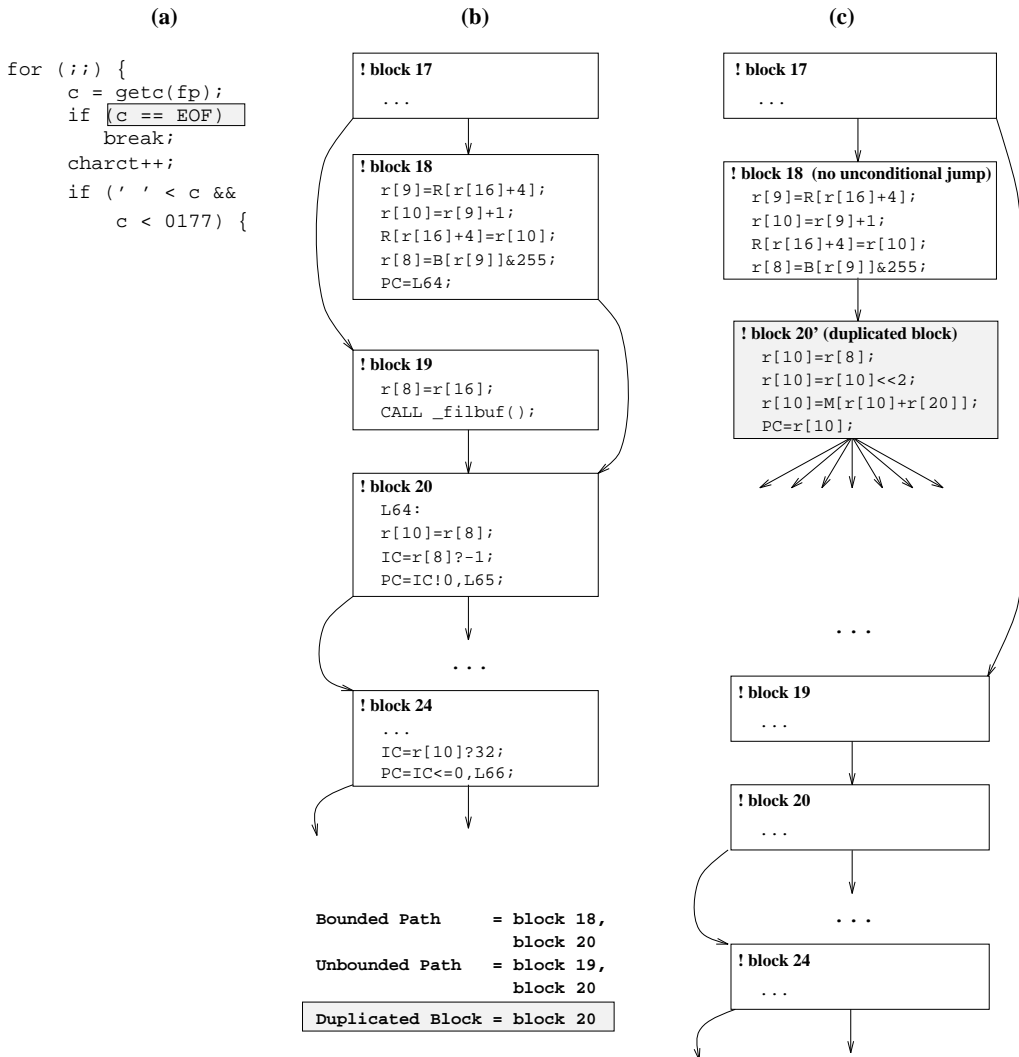 (a)
for (;;) {
c = getc(fp);
if (c == EOF)
break;
charct++;
if (' ' < c &&
c < 0177) {
(b)
! block 17
...
! block 18
r[9]=R[r[16]+4];
r[10]=r[9]+1;
R[r[16]+4]=r[10];
r[8]=B[r[9]]&255;
PC=L64;
! block 19
r[8]=r[16];
CALL _filbuf();
! block 20
L64:
r[10]=r[8];
IC=r[8]?-1;
PC=IC!0,L65;
...
! block 24
...
IC=r[10]?32;
PC=IC<=0,L66;
Bounded Path = block 18,
block 20
Unbounded Path = block 19,
block 20
Duplicated Block = block 20
(c)
! block 17
...
! block 18 (no unconditional jump)
r[9]=R[r[16]+4];
r[10]=r[9]+1;
R[r[16]+4]=r[10];
r[8]=B[r[9]]&255;
! block 20’ (duplicated block)
r[10]=r[8];
r[10]=r[10]<<2;
r[10]=M[r[10]+r[20]];
PC=r[10];
...
! block 19
...
! block 20
...
...
! block 24
...